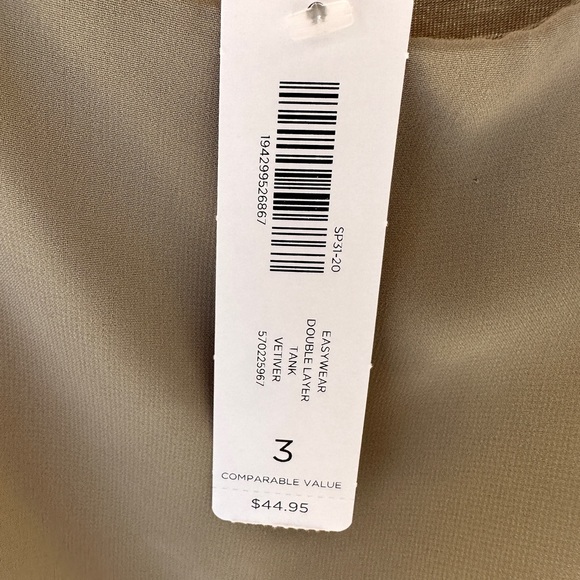 194299526867
SP31-20
EASYWEAR
DOUBLE LAYER
TANK
VETIVER
570225967
3
COMPARABLE VALUE
$44.95